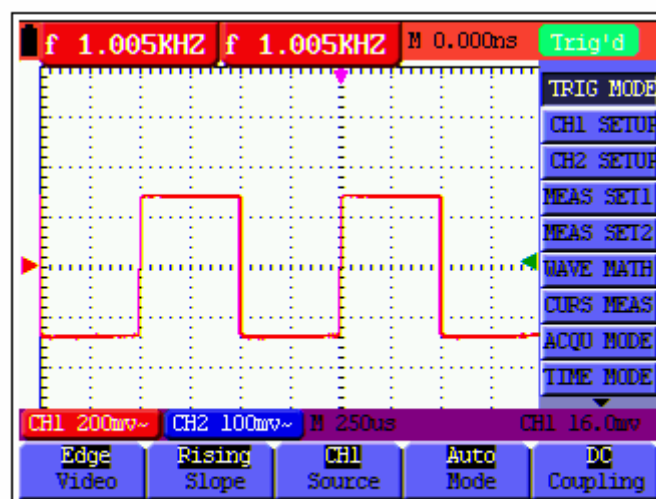 f 1.005KHZ f 1.005KHZ M 0.000ns Trig'd
TRIG MODE
CH1 SETUP
CH2 SETUP
MEAS SET1
MEAS SET2
WAVE MATH
CURS MEAS
ACQU MODE
TIME MODE
CH1 200mv~ CH2 100mv~ M 250us CH1 16.0mv
Edge Rising CH1 Auto DC
Video Slope Source Mode Coupling